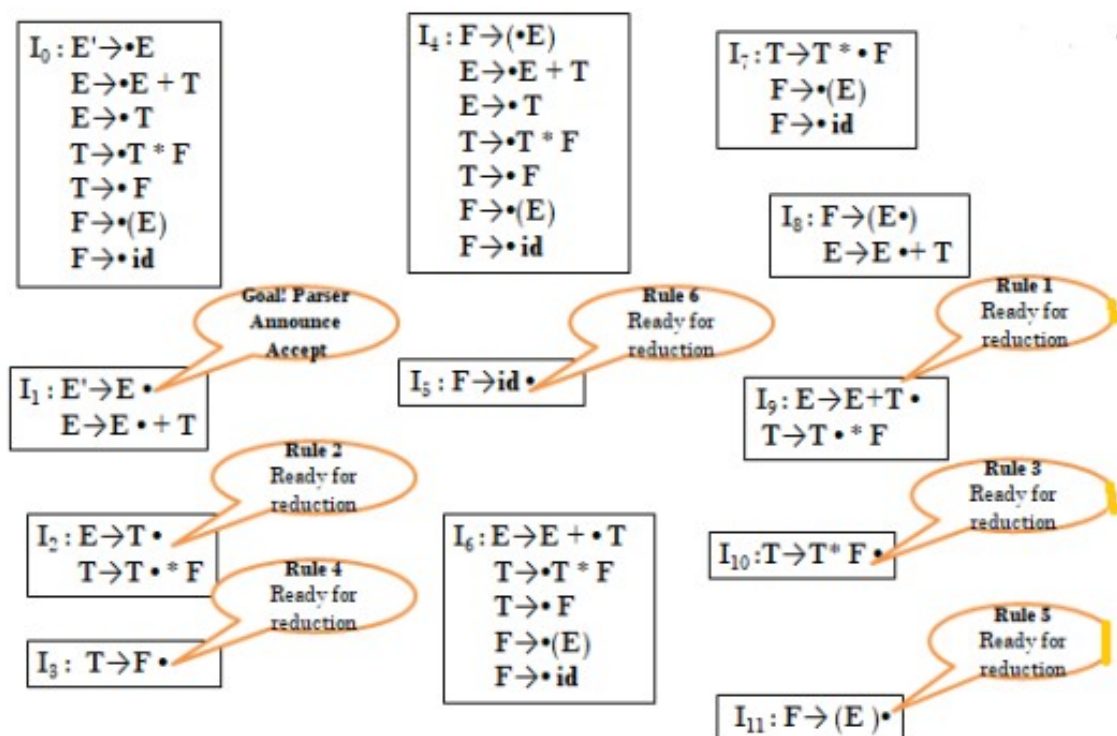 I₀ : E'→•E
E→•E + T
E→• T
T→•T * F
T→• F
F→•(E)
F→• id
Goal! Parser
Announce
Accept
I₁ : E'→E •
E→E • + T
Rule 2
Ready for
reduction
I₂ : E→T •
T→T • * F
Rule 4
Ready for
reduction
I₃ : T→F •
I₄ : F→(•E)
E→•E + T
E→• T
T→•T * F
T→• F
F→•(E)
F→• id
Rule 6
Ready for
reduction
I₅ : F→id •
I₆ : E→E + • T
T→•T * F
T→• F
F→•(E)
F→• id
I₇ : T→T * • F
F→•(E)
F→• id
I₈ : F→(E•)
E→E •+ T
Rule 1
Ready for
reduction
I₉ : E→E+T •
T→T • * F
Rule 3
Ready for
reduction
I₁₀ :T→T* F •
Rule 5
Ready for
reduction
I₁₁ : F→ (E )•